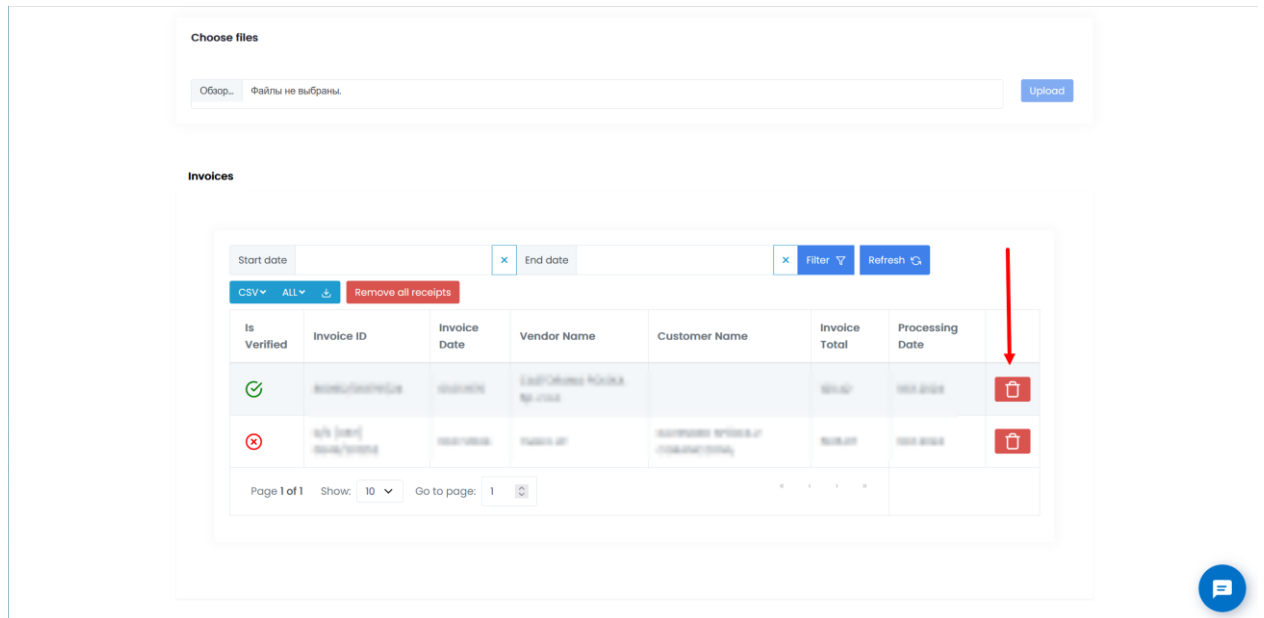 Choose files
Обзор... Файлы не выбраны. Upload
Invoices
Start date × End date × Filter Refresh
CSV ALL Remove all receipts
Is Verified Invoice ID Invoice Date Vendor Name Customer Name Invoice Total Processing Date
Page 1 of 1 Show: 10 Go to page: 1 « ‹ › »